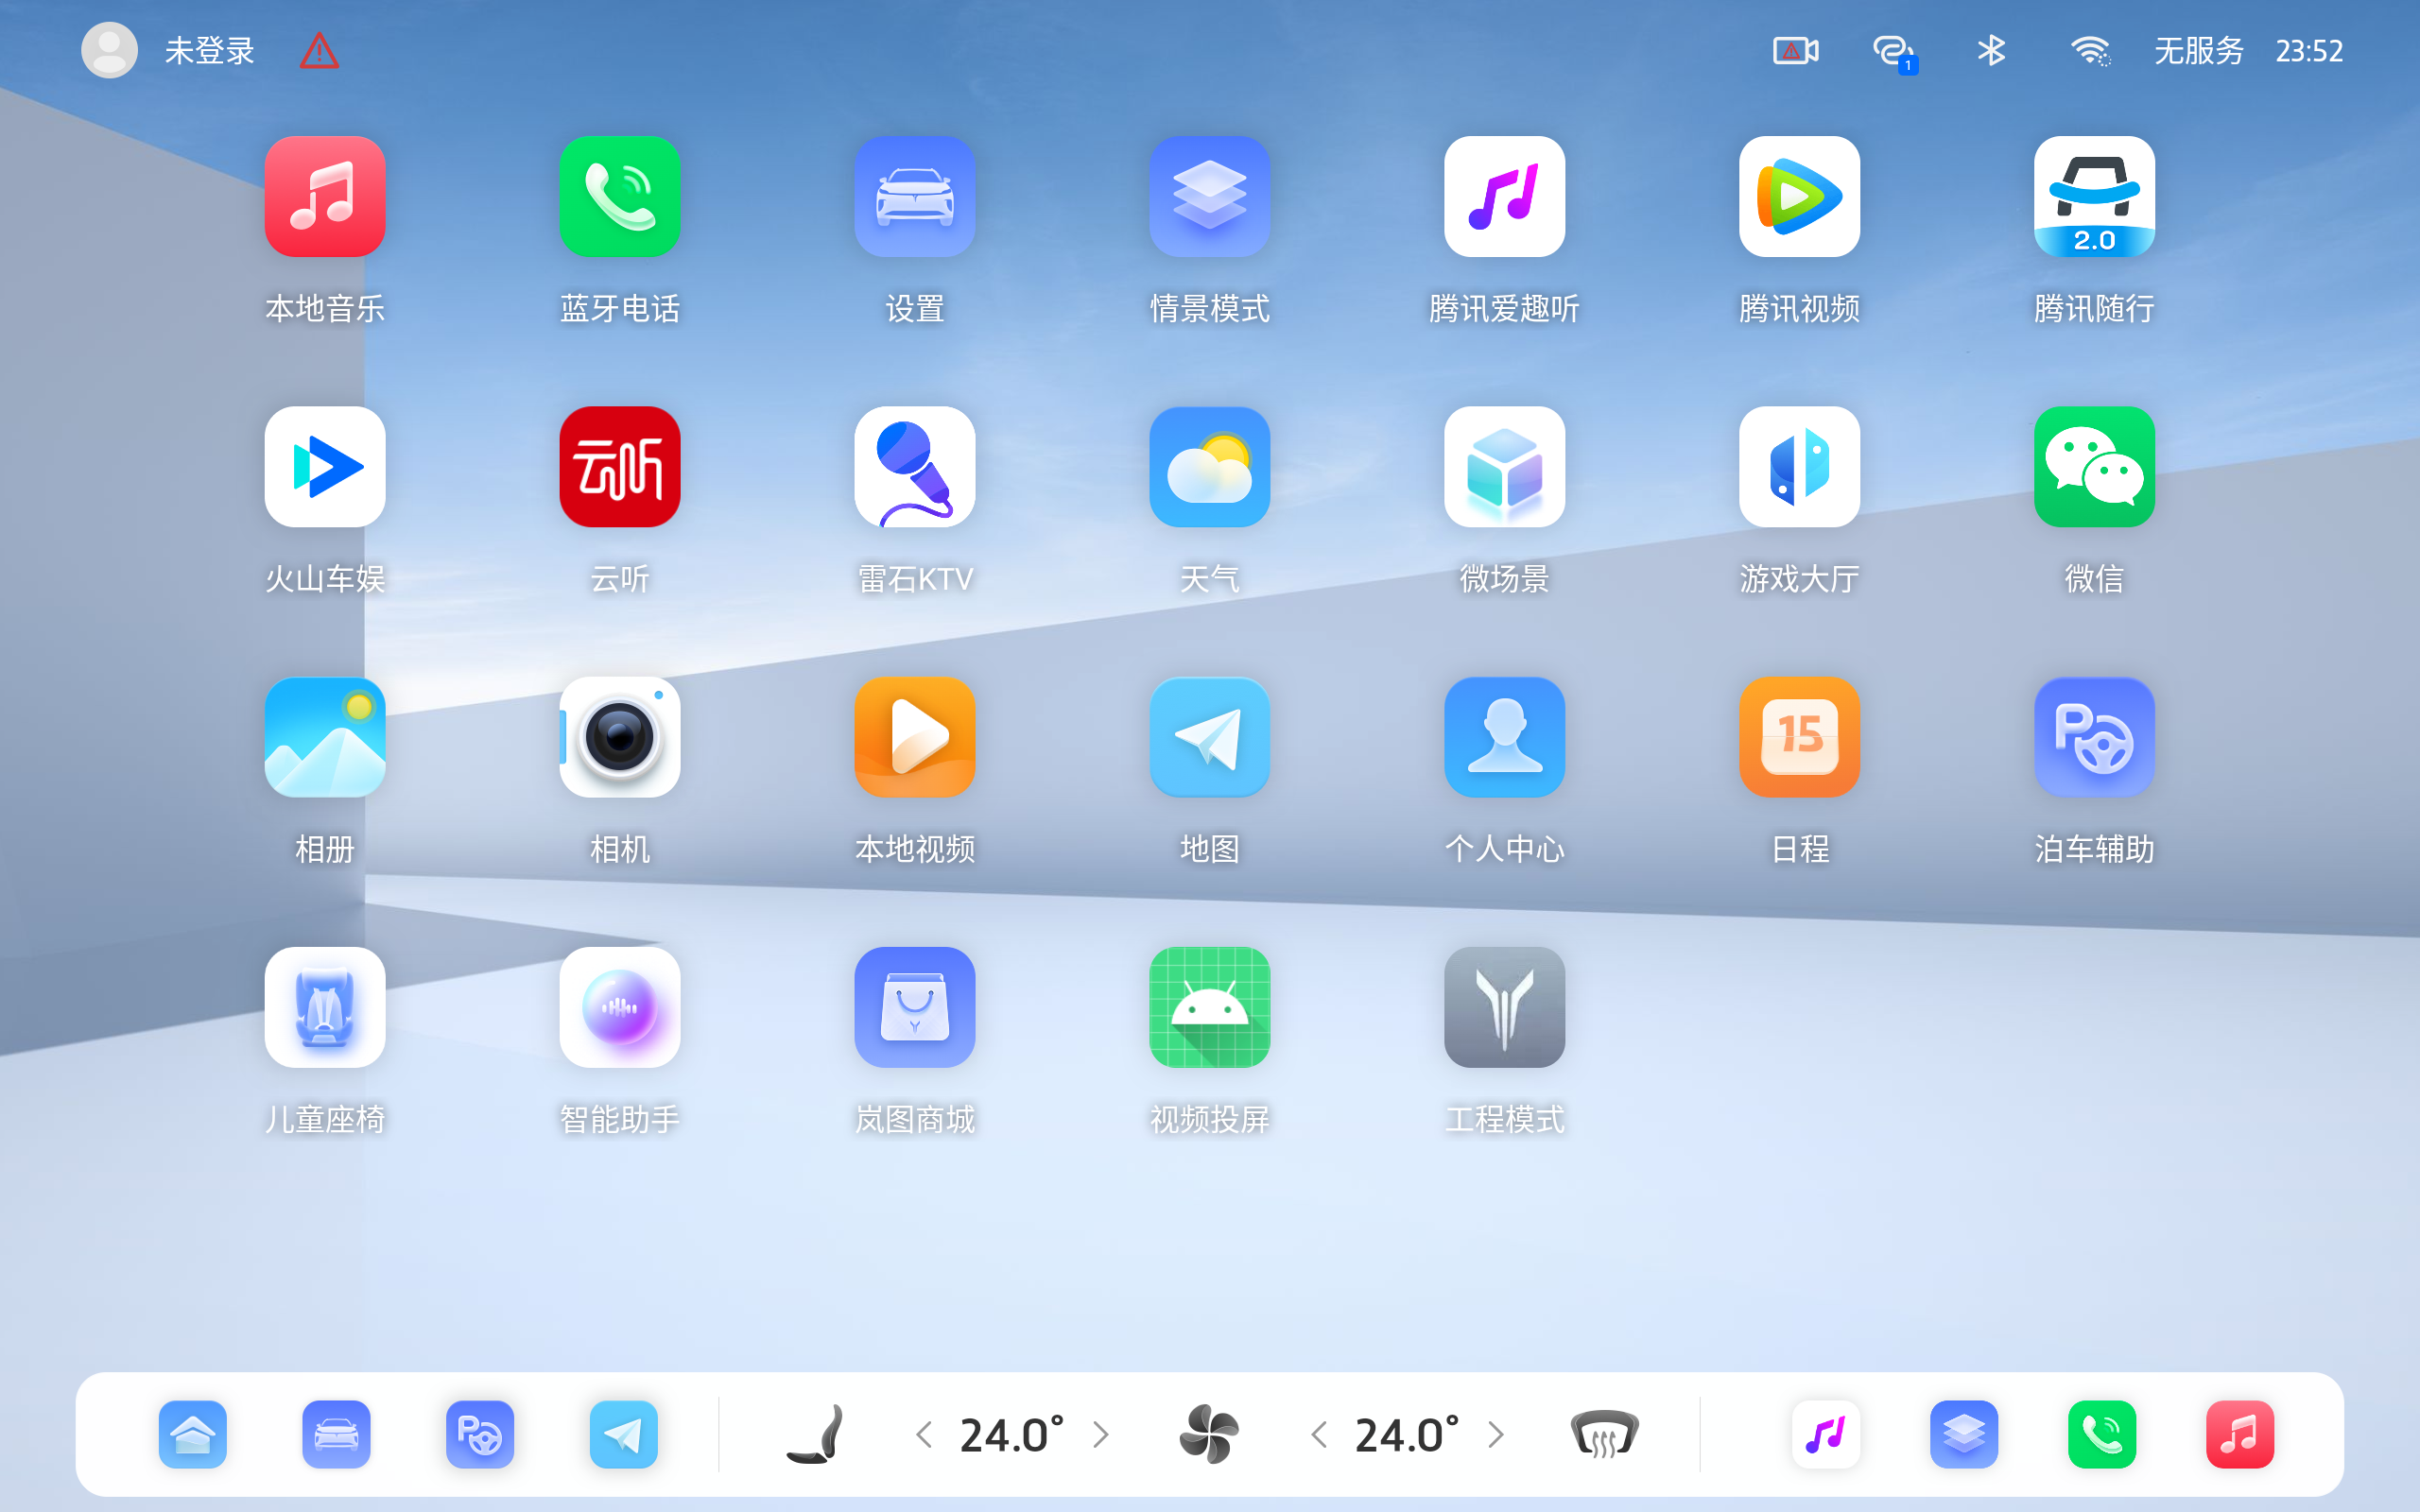 未登录
1
无服务 23:52
2.0
本地音乐 蓝牙电话 设置 情景模式 腾讯爱趣听 腾讯视频 腾讯随行
云听
火山车娱 云听 雷石KTV 天气 微场景 游戏大厅 微信
15
P
相册 相机 本地视频 地图 个人中心 日程 泊车辅助
儿童座椅 智能助手 岚图商城 视频投屏 工程模式
P
24.0° 24.0°